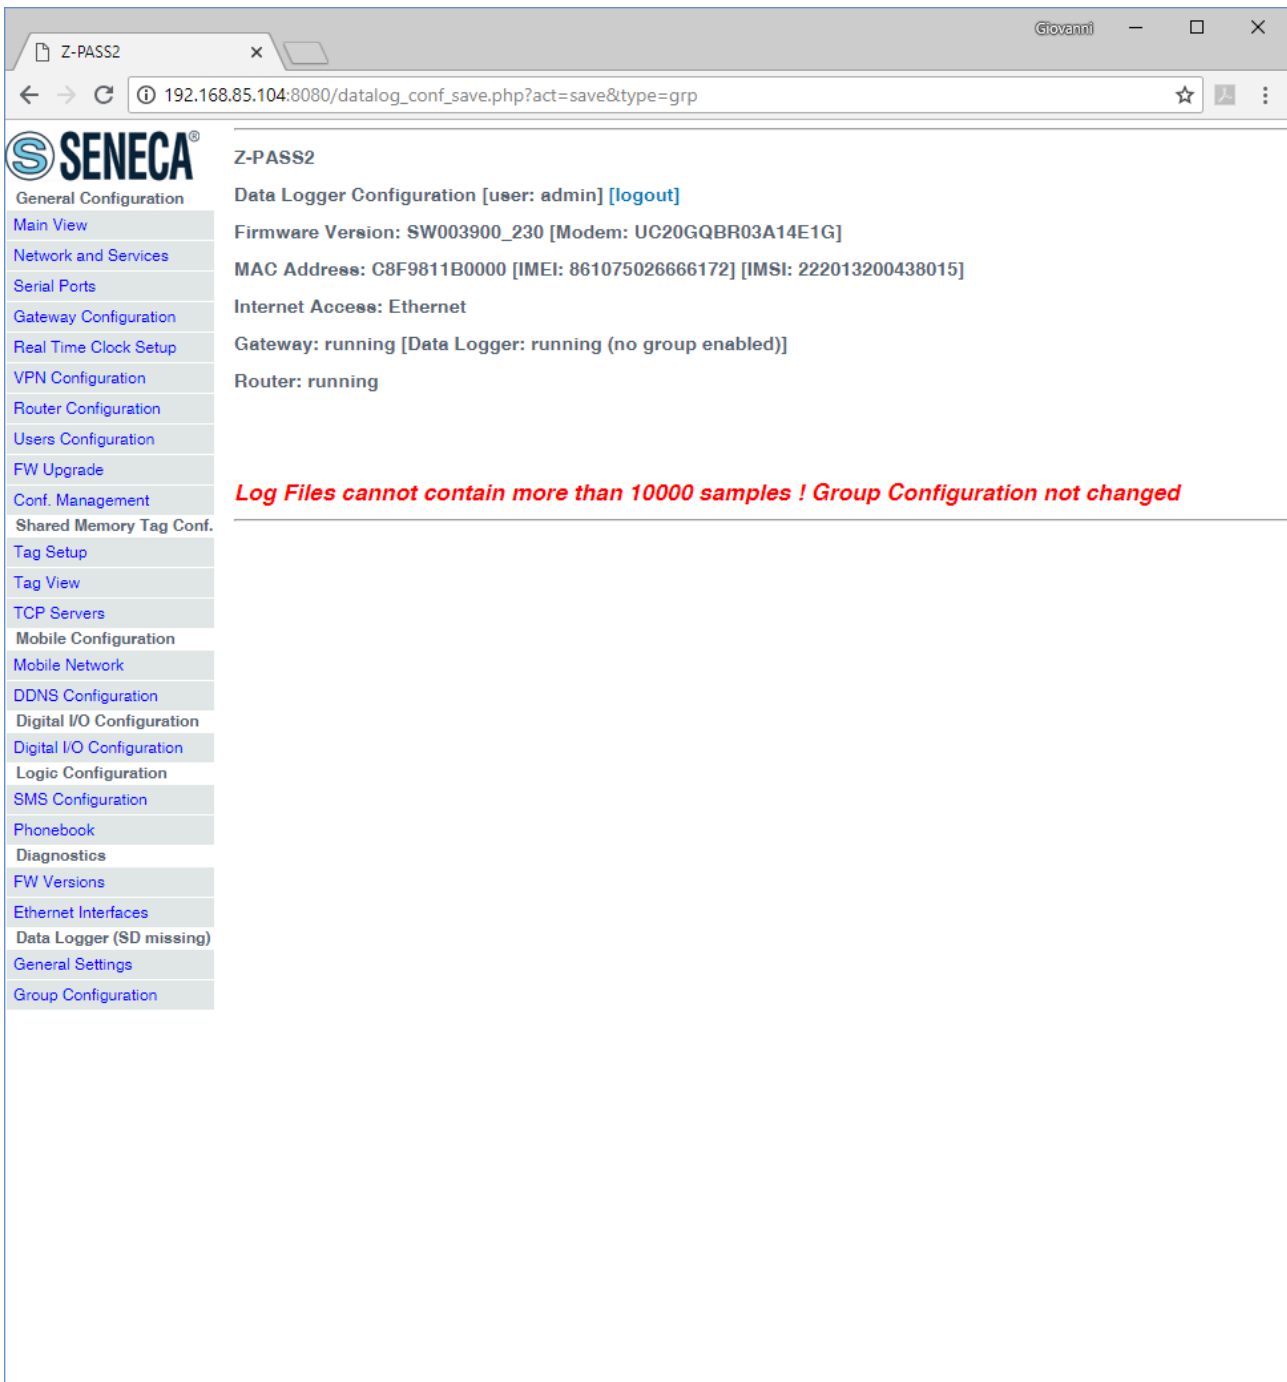 Giovanni
Z-PASS2
192.168.85.104:8080/datalog_conf_save.php?act=save&type=grp
SENECA®
General Configuration
Main View
Network and Services
Serial Ports
Gateway Configuration
Real Time Clock Setup
VPN Configuration
Router Configuration
Users Configuration
FW Upgrade
Conf. Management
Shared Memory Tag Conf.
Tag Setup
Tag View
TCP Servers
Mobile Configuration
Mobile Network
DDNS Configuration
Digital I/O Configuration
Digital I/O Configuration
Logic Configuration
SMS Configuration
Phonebook
Diagnostics
FW Versions
Ethernet Interfaces
Data Logger (SD missing)
General Settings
Group Configuration
Z-PASS2
Data Logger Configuration [user: admin] [logout]
Firmware Version: SW003900_230 [Modem: UC20GQBR03A14E1G]
MAC Address: C8F9811B0000 [IMEI: 861075026666172] [IMSI: 222013200438015]
Internet Access: Ethernet
Gateway: running [Data Logger: running (no group enabled)]
Router: running
Log Files cannot contain more than 10000 samples ! Group Configuration not changed